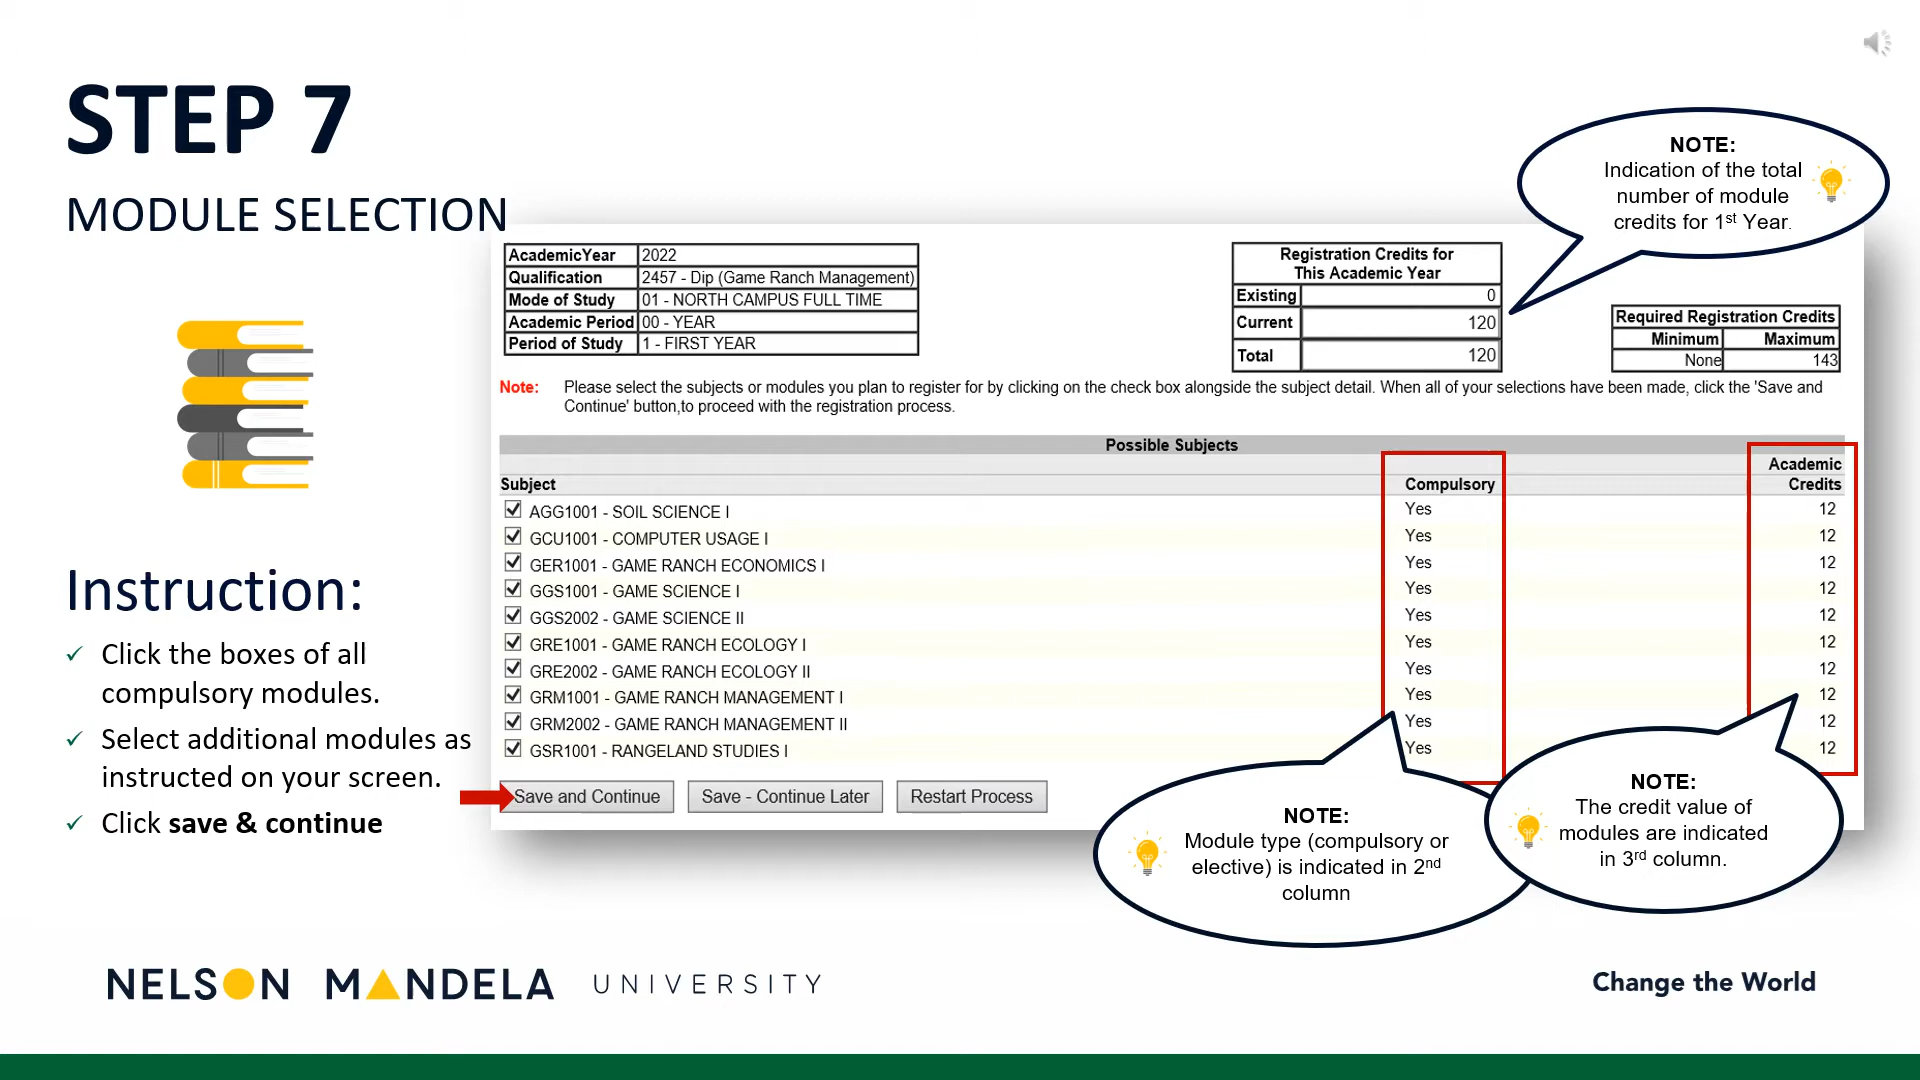 STEP 7
MODULE SELECTION
NOTE:
Indication of the total
number of module
credits for 1st Year.
AcademicYear 2022
Qualification 2457 - Dip (Game Ranch Management)
Mode of Study 01 - NORTH CAMPUS FULL TIME
Academic Period 00 - YEAR
Period of Study 1 - FIRST YEAR
Registration Credits for
This Academic Year
Existing 0
Current 120
Total 120
Required Registration Credits
Minimum Maximum
None 143
Note: Please select the subjects or modules you plan to register for by clicking on the check box alongside the subject detail. When all of your selections have been made, click the 'Save and
Continue' button,to proceed with the registration process.
Possible Subjects
Subject Compulsory Academic Credits
AGG1001 - SOIL SCIENCE I Yes 12
GCU1001 - COMPUTER USAGE I Yes 12
GER1001 - GAME RANCH ECONOMICS I Yes 12
GGS1001 - GAME SCIENCE I Yes 12
GGS2002 - GAME SCIENCE II Yes 12
GRE1001 - GAME RANCH ECOLOGY I Yes 12
GRE2002 - GAME RANCH ECOLOGY II Yes 12
GRM1001 - GAME RANCH MANAGEMENT I Yes 12
GRM2002 - GAME RANCH MANAGEMENT II Yes 12
GSR1001 - RANGELAND STUDIES I Yes 12
Save and Continue Save - Continue Later Restart Process
Instruction:
✓ Click the boxes of all
compulsory modules.
✓ Select additional modules as
instructed on your screen.
✓ Click save & continue
NOTE:
Module type (compulsory or
elective) is indicated in 2nd
column
NOTE:
The credit value of
modules are indicated
in 3rd column.
NELSON MANDELA UNIVERSITY
Change the World